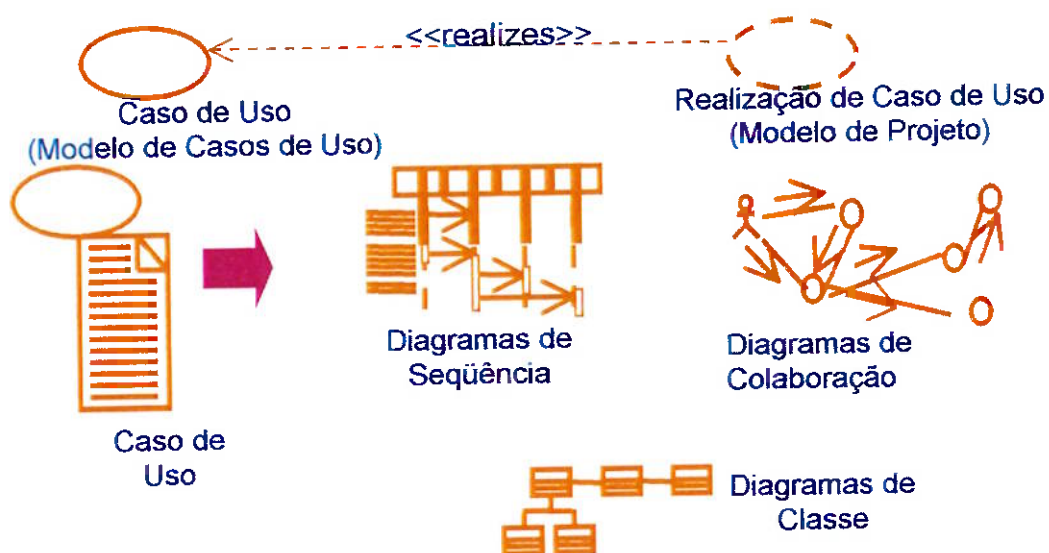 <<realizes>>
Caso de Uso
(Modelo de Casos de Uso)
Realização de Caso de Uso
(Modelo de Projeto)
Diagramas de
Seqüência
Diagramas de
Colaboração
Caso de
Uso
Diagramas de
Classe